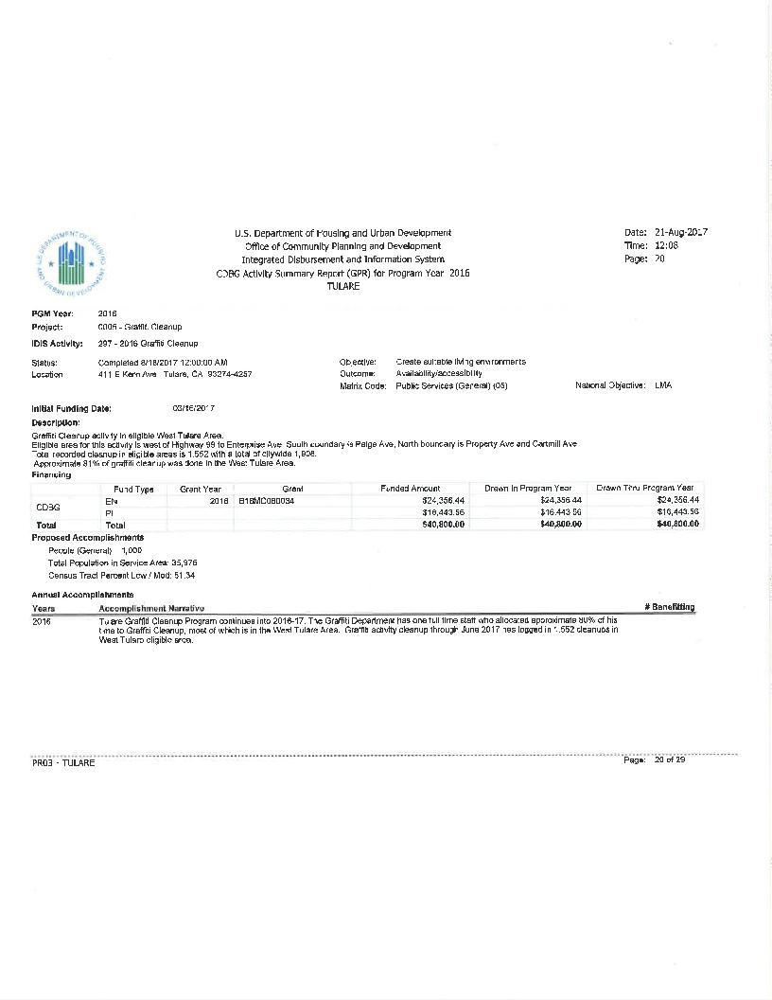 U.S. Department of Housing and Urban Development
Office of Community Planning and Development
Integrated Disbursement and Information System
CDBG Activity Summary Report (GPR) for Program Year 2016
TULARE
Date: 21-Aug-2017
Time: 12:08
Page: 20
U.S. DEPARTMENT OF HOUSING AND URBAN DEVELOPMENT
PGM Year: 2016
Project: 0005 - Graffiti Cleanup
IDIS Activity: 297 - 2016 Graffiti Cleanup
Status: Completed 8/18/2017 12:00:00 AM
Location 411 E Kern Ave Tulare, CA 93274-4257
Objective: Create suitable living environments
Outcome: Availability/accessibility
Matrix Code: Public Services (General) (05) National Objective: LMA
Initial Funding Date: 03/16/2017
Description:
Graffiti Cleanup activity in eligible West Tulare Area.
Eligible area for this activity is west of Highway 99 to Enterprise Ave South boundary is Paige Ave, North boundary is Property Ave and Cartmill Ave
Total recorded cleanup in eligible areas is 1,552 with a total of citywide 1,908.
Approximate 81% of graffiti cleanup was done in the West Tulare Area.
Financing
Fund Type Grant Year Grant Funded Amount Drawn In Program Year Drawn Thru Program Year
CDBG EN 2016 B16MC060034 $24,356.44 $24,356.44 $24,356.44
PI $16,443.56 $16,443.56 $16,443.56
Total Total $40,800.00 $40,800.00 $40,800.00
Proposed Accomplishments
People (General) 1,000
Total Population in Service Area: 35,976
Census Tract Percent Low / Mod: 51.34
Annual Accomplishments
Years Accomplishment Narrative # Benefitting
2016 Tulare Graffiti Cleanup Program continues into 2016-17. The Graffiti Department has one full time staff who allocated approximate 80% of his
time to Graffiti Cleanup, most of which is in the West Tulare Area. Graffiti activity cleanup through June 2017 has logged in 1,552 cleanups in
West Tulare eligible area.
PR03 - TULARE Page: 20 of 29